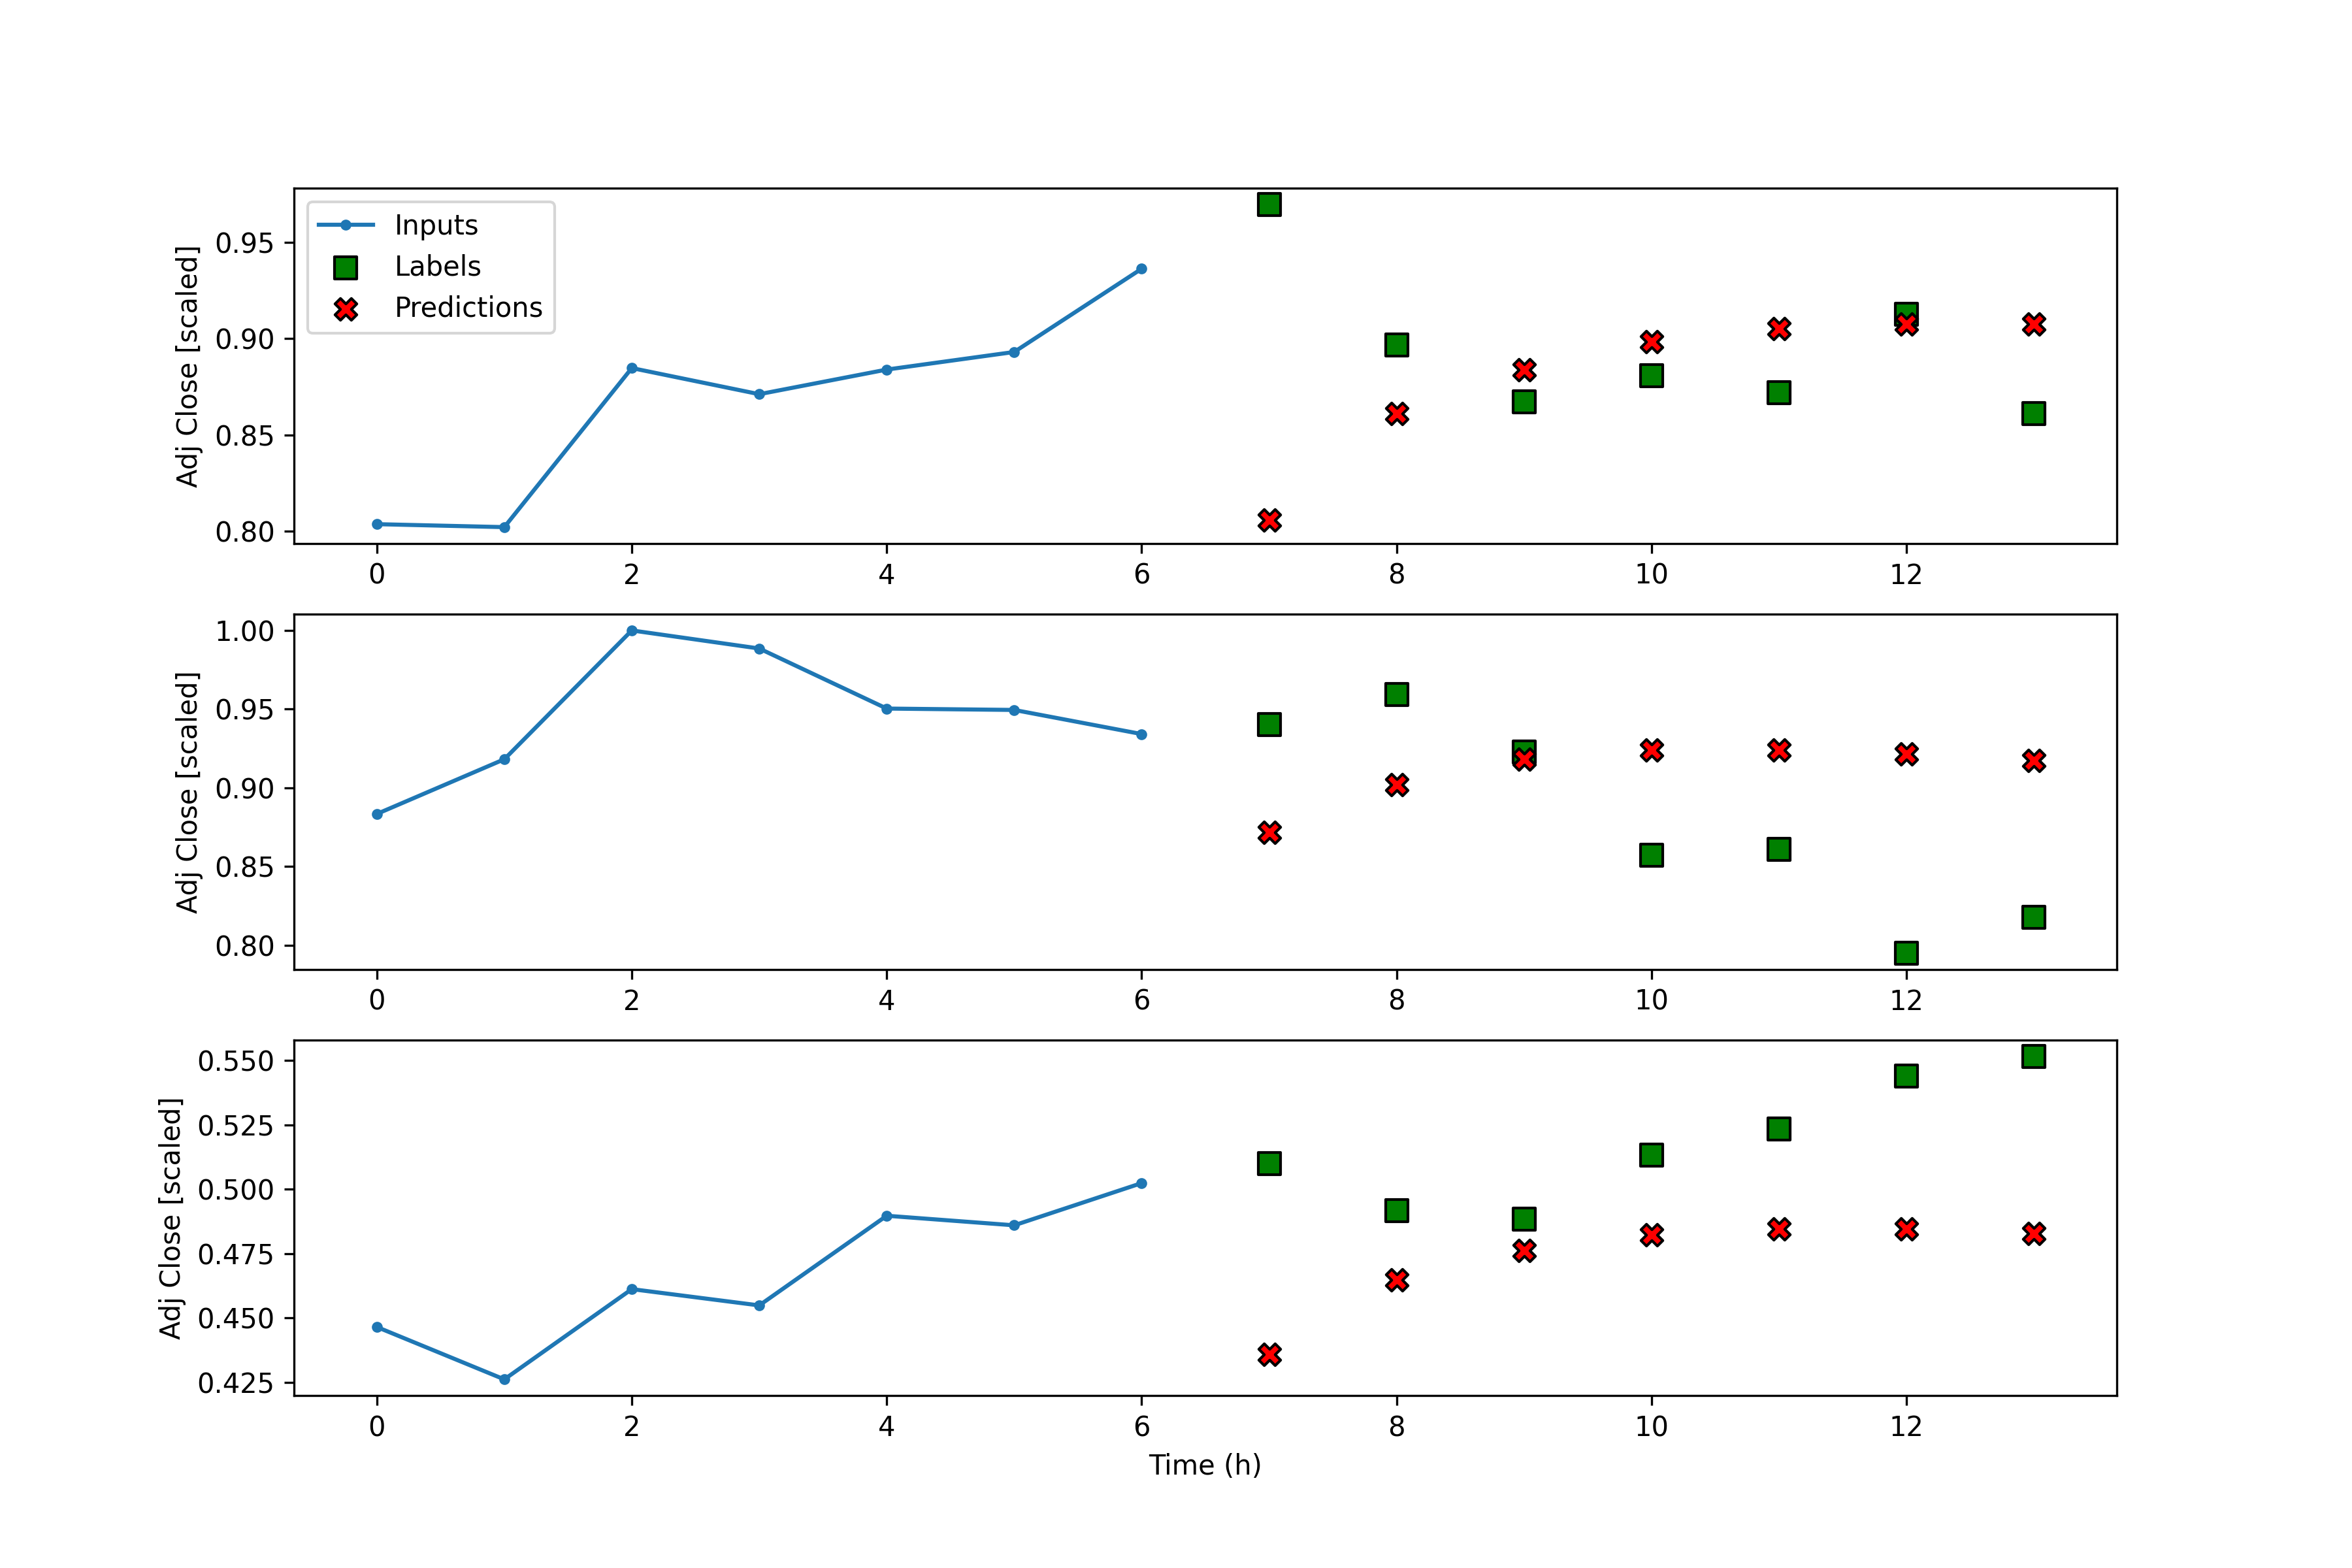 Adj Close [scaled]
0.95
0.90
0.85
0.80
Inputs
Labels
Predictions
0 2 4 6 8 10 12
Adj Close [scaled]
1.00
0.95
0.90
0.85
0.80
0 2 4 6 8 10 12
Adj Close [scaled]
0.550
0.525
0.500
0.475
0.450
0.425
0 2 4 6 8 10 12
Time (h)